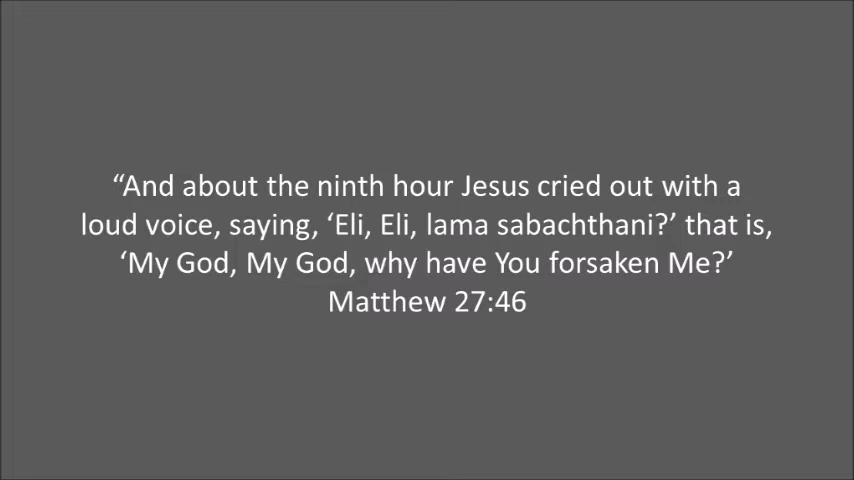 “And about the ninth hour Jesus cried out with a
loud voice, saying, ‘Eli, Eli, lama sabachthani?’ that is,
‘My God, My God, why have You forsaken Me?’
Matthew 27:46